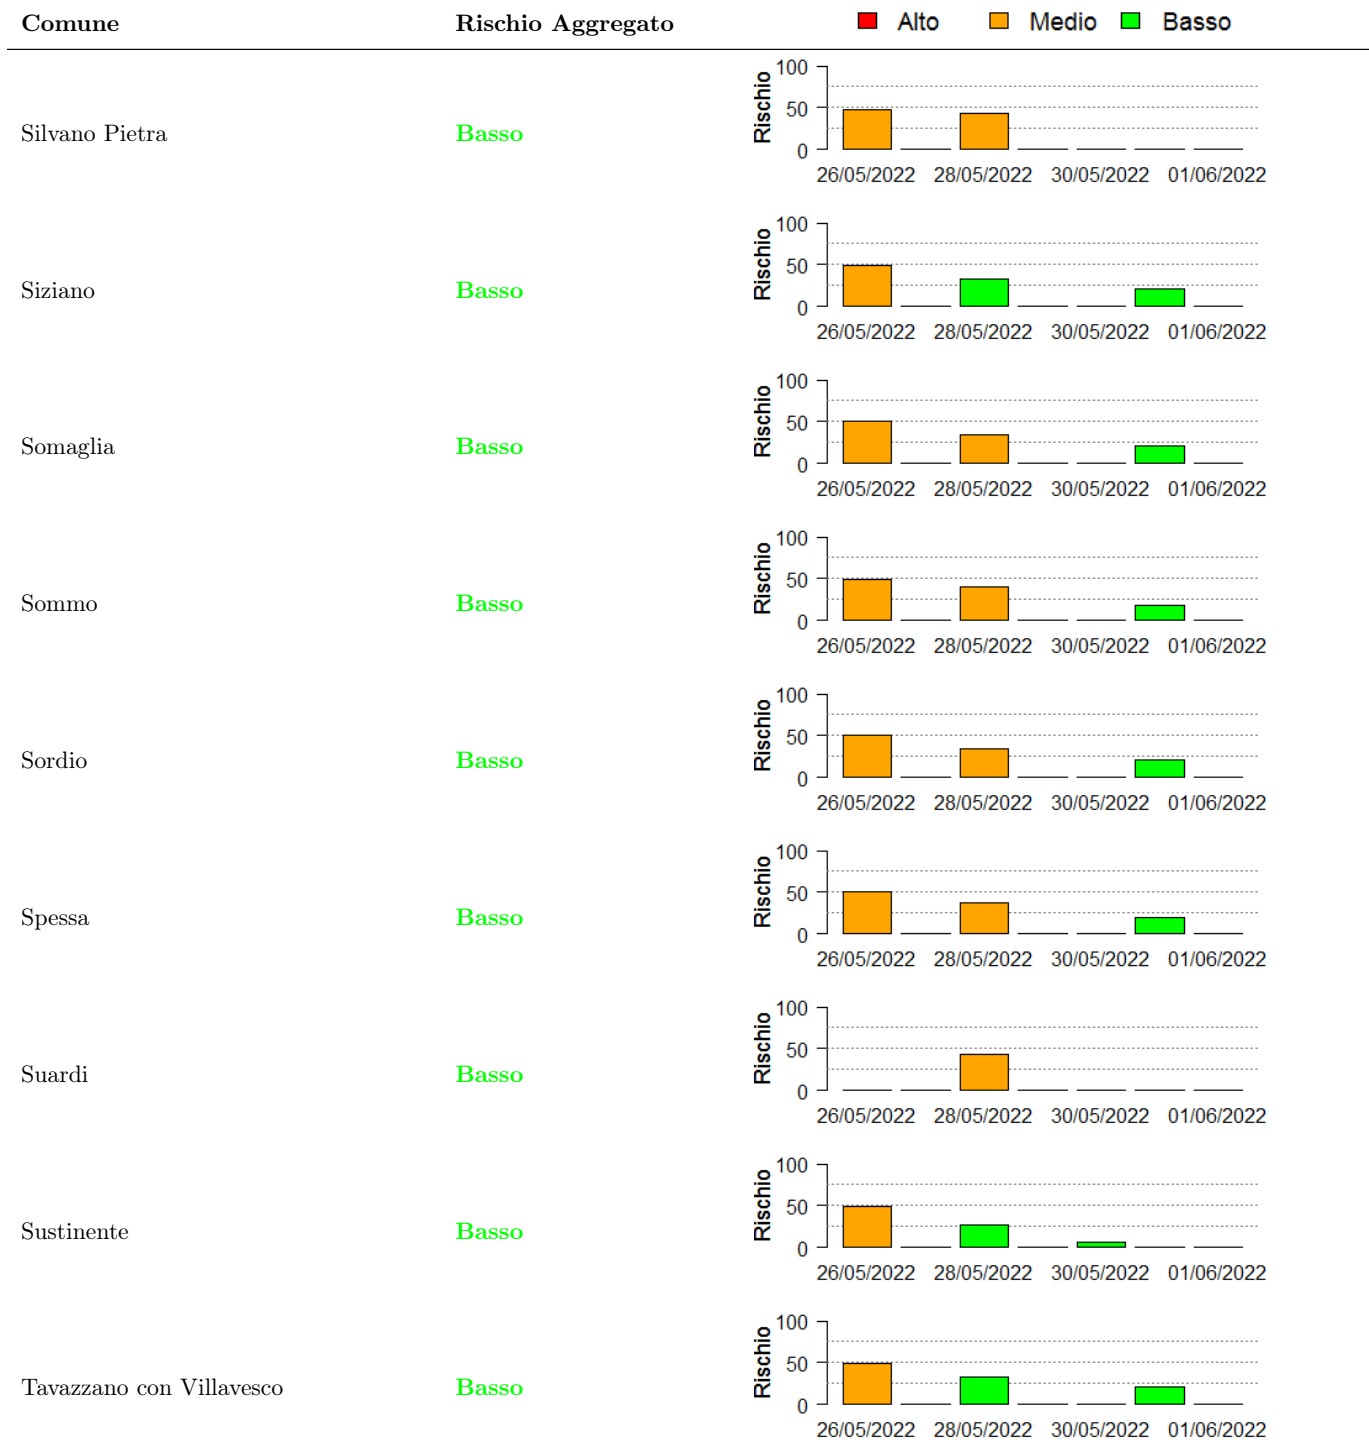 Comune Rischio Aggregato Alto Medio Basso
Silvano Pietra Basso
Rischio
100
50
0
26/05/2022 28/05/2022 30/05/2022 01/06/2022
Siziano Basso
Rischio
100
50
0
26/05/2022 28/05/2022 30/05/2022 01/06/2022
Somaglia Basso
Rischio
100
50
0
26/05/2022 28/05/2022 30/05/2022 01/06/2022
Sommo Basso
Rischio
100
50
0
26/05/2022 28/05/2022 30/05/2022 01/06/2022
Sordio Basso
Rischio
100
50
0
26/05/2022 28/05/2022 30/05/2022 01/06/2022
Spessa Basso
Rischio
100
50
0
26/05/2022 28/05/2022 30/05/2022 01/06/2022
Suardi Basso
Rischio
100
50
0
26/05/2022 28/05/2022 30/05/2022 01/06/2022
Sustinente Basso
Rischio
100
50
0
26/05/2022 28/05/2022 30/05/2022 01/06/2022
Tavazzano con Villavesco Basso
Rischio
100
50
0
26/05/2022 28/05/2022 30/05/2022 01/06/2022